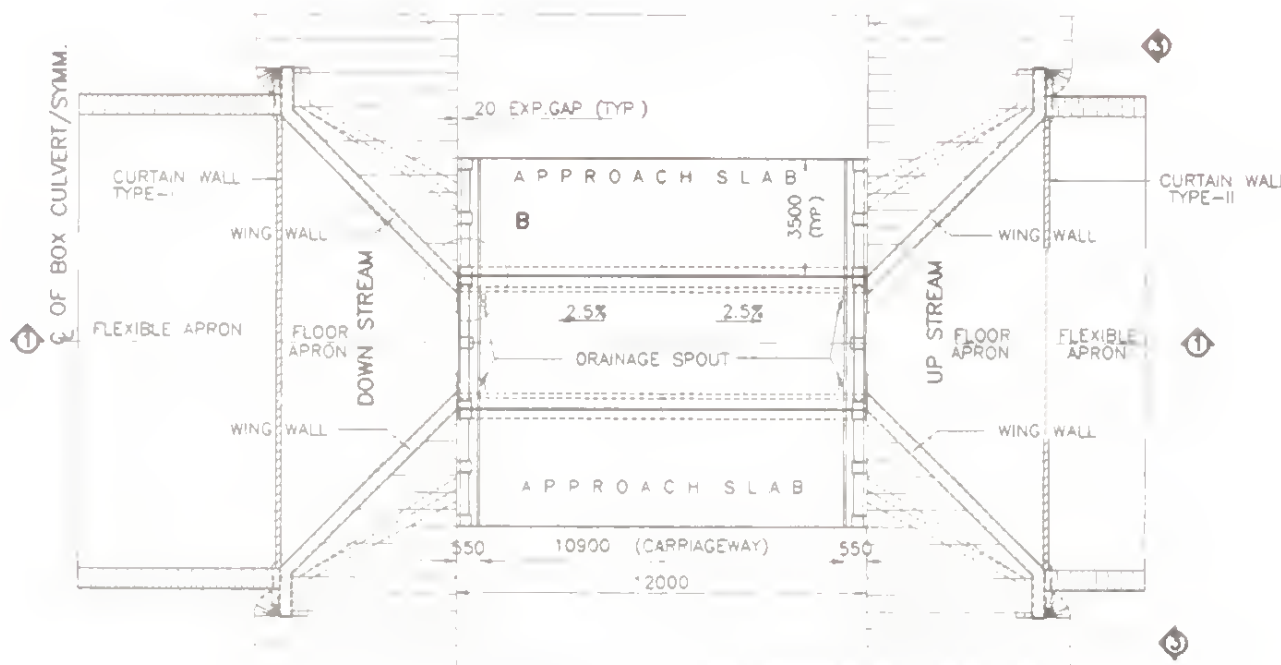 ℄ OF BOX CULVERT/SYMM.
3
20 EXP.GAP (TYP.)
APPROACH SLAB
CURTAIN WALL
TYPE-I
CURTAIN WALL
TYPE-II
B
3500
(TYP.)
WING WALL
WING WALL
DOWN STREAM
UP STREAM
2.5%
2.5%
1
FLEXIBLE APRON
FLOOR
APRON
FLOOR
APRON
FLEXIBLE
APRON
1
DRAINAGE SPOUT
WING WALL
WING WALL
APPROACH SLAB
550
10900 (CARRIAGEWAY)
550
12000
3